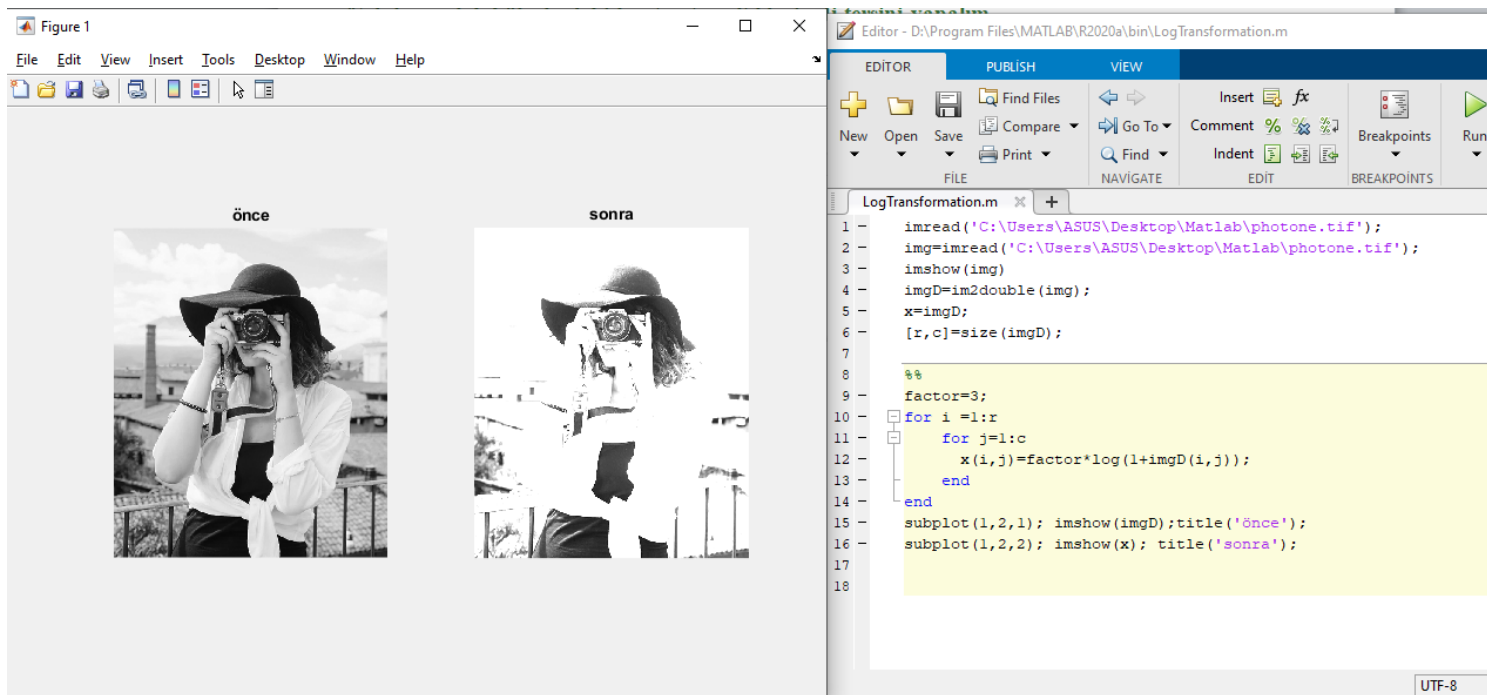 li tersini yapalım
Figure 1
File Edit View Insert Tools Desktop Window Help
önce
sonra
Editor - D:\Program Files\MATLAB\R2020a\bin\LogTransformation.m
EDİTOR PUBLİSH VİEW
New Open Save
Find Files
Compare
Print
FİLE
Go To
Find
NAVİGATE
Insert fx
Comment
Indent
EDİT
Breakpoints
BREAKPOİNTS
Run
LogTransformation.m
1 imread('C:\Users\ASUS\Desktop\Matlab\photone.tif');
2 img=imread('C:\Users\ASUS\Desktop\Matlab\photone.tif');
3 imshow(img)
4 imgD=im2double(img);
5 x=imgD;
6 [r,c]=size(imgD);
7
8 %%
9 factor=3;
10 for i =1:r
11 for j=1:c
12 x(i,j)=factor*log(1+imgD(i,j));
13 end
14 end
15 subplot(1,2,1); imshow(imgD);title('önce');
16 subplot(1,2,2); imshow(x); title('sonra');
17
18
UTF-8